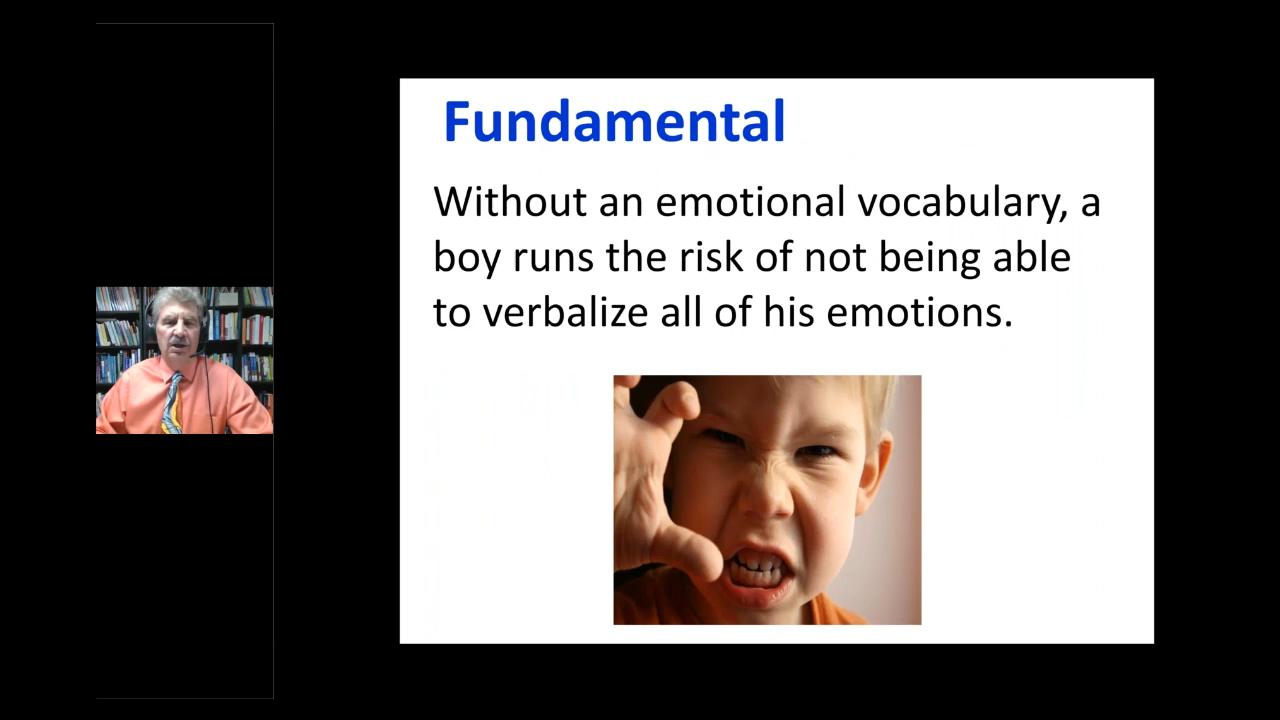 Fundamental
Without an emotional vocabulary, a
boy runs the risk of not being able
to verbalize all of his emotions.